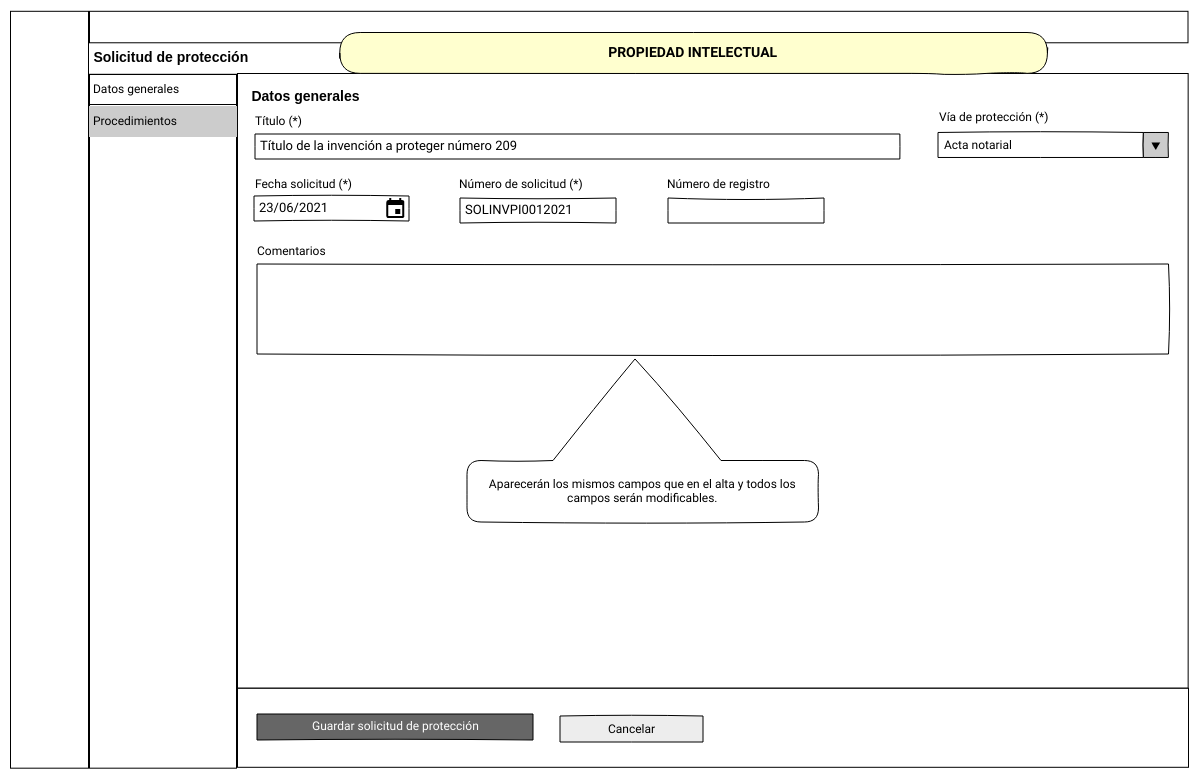 PROPIEDAD INTELECTUAL
Solicitud de protección
Datos generales
Procedimientos
Datos generales
Título (*)
Vía de protección (*)
Título de la invención a proteger número 209
Acta notarial
Fecha solicitud (*)
Número de solicitud (*)
Número de registro
23/06/2021
SOLINVPI0012021
Comentarios
Aparecerán los mismos campos que en el alta y todos los
campos serán modificables.
Guardar solicitud de protección
Cancelar